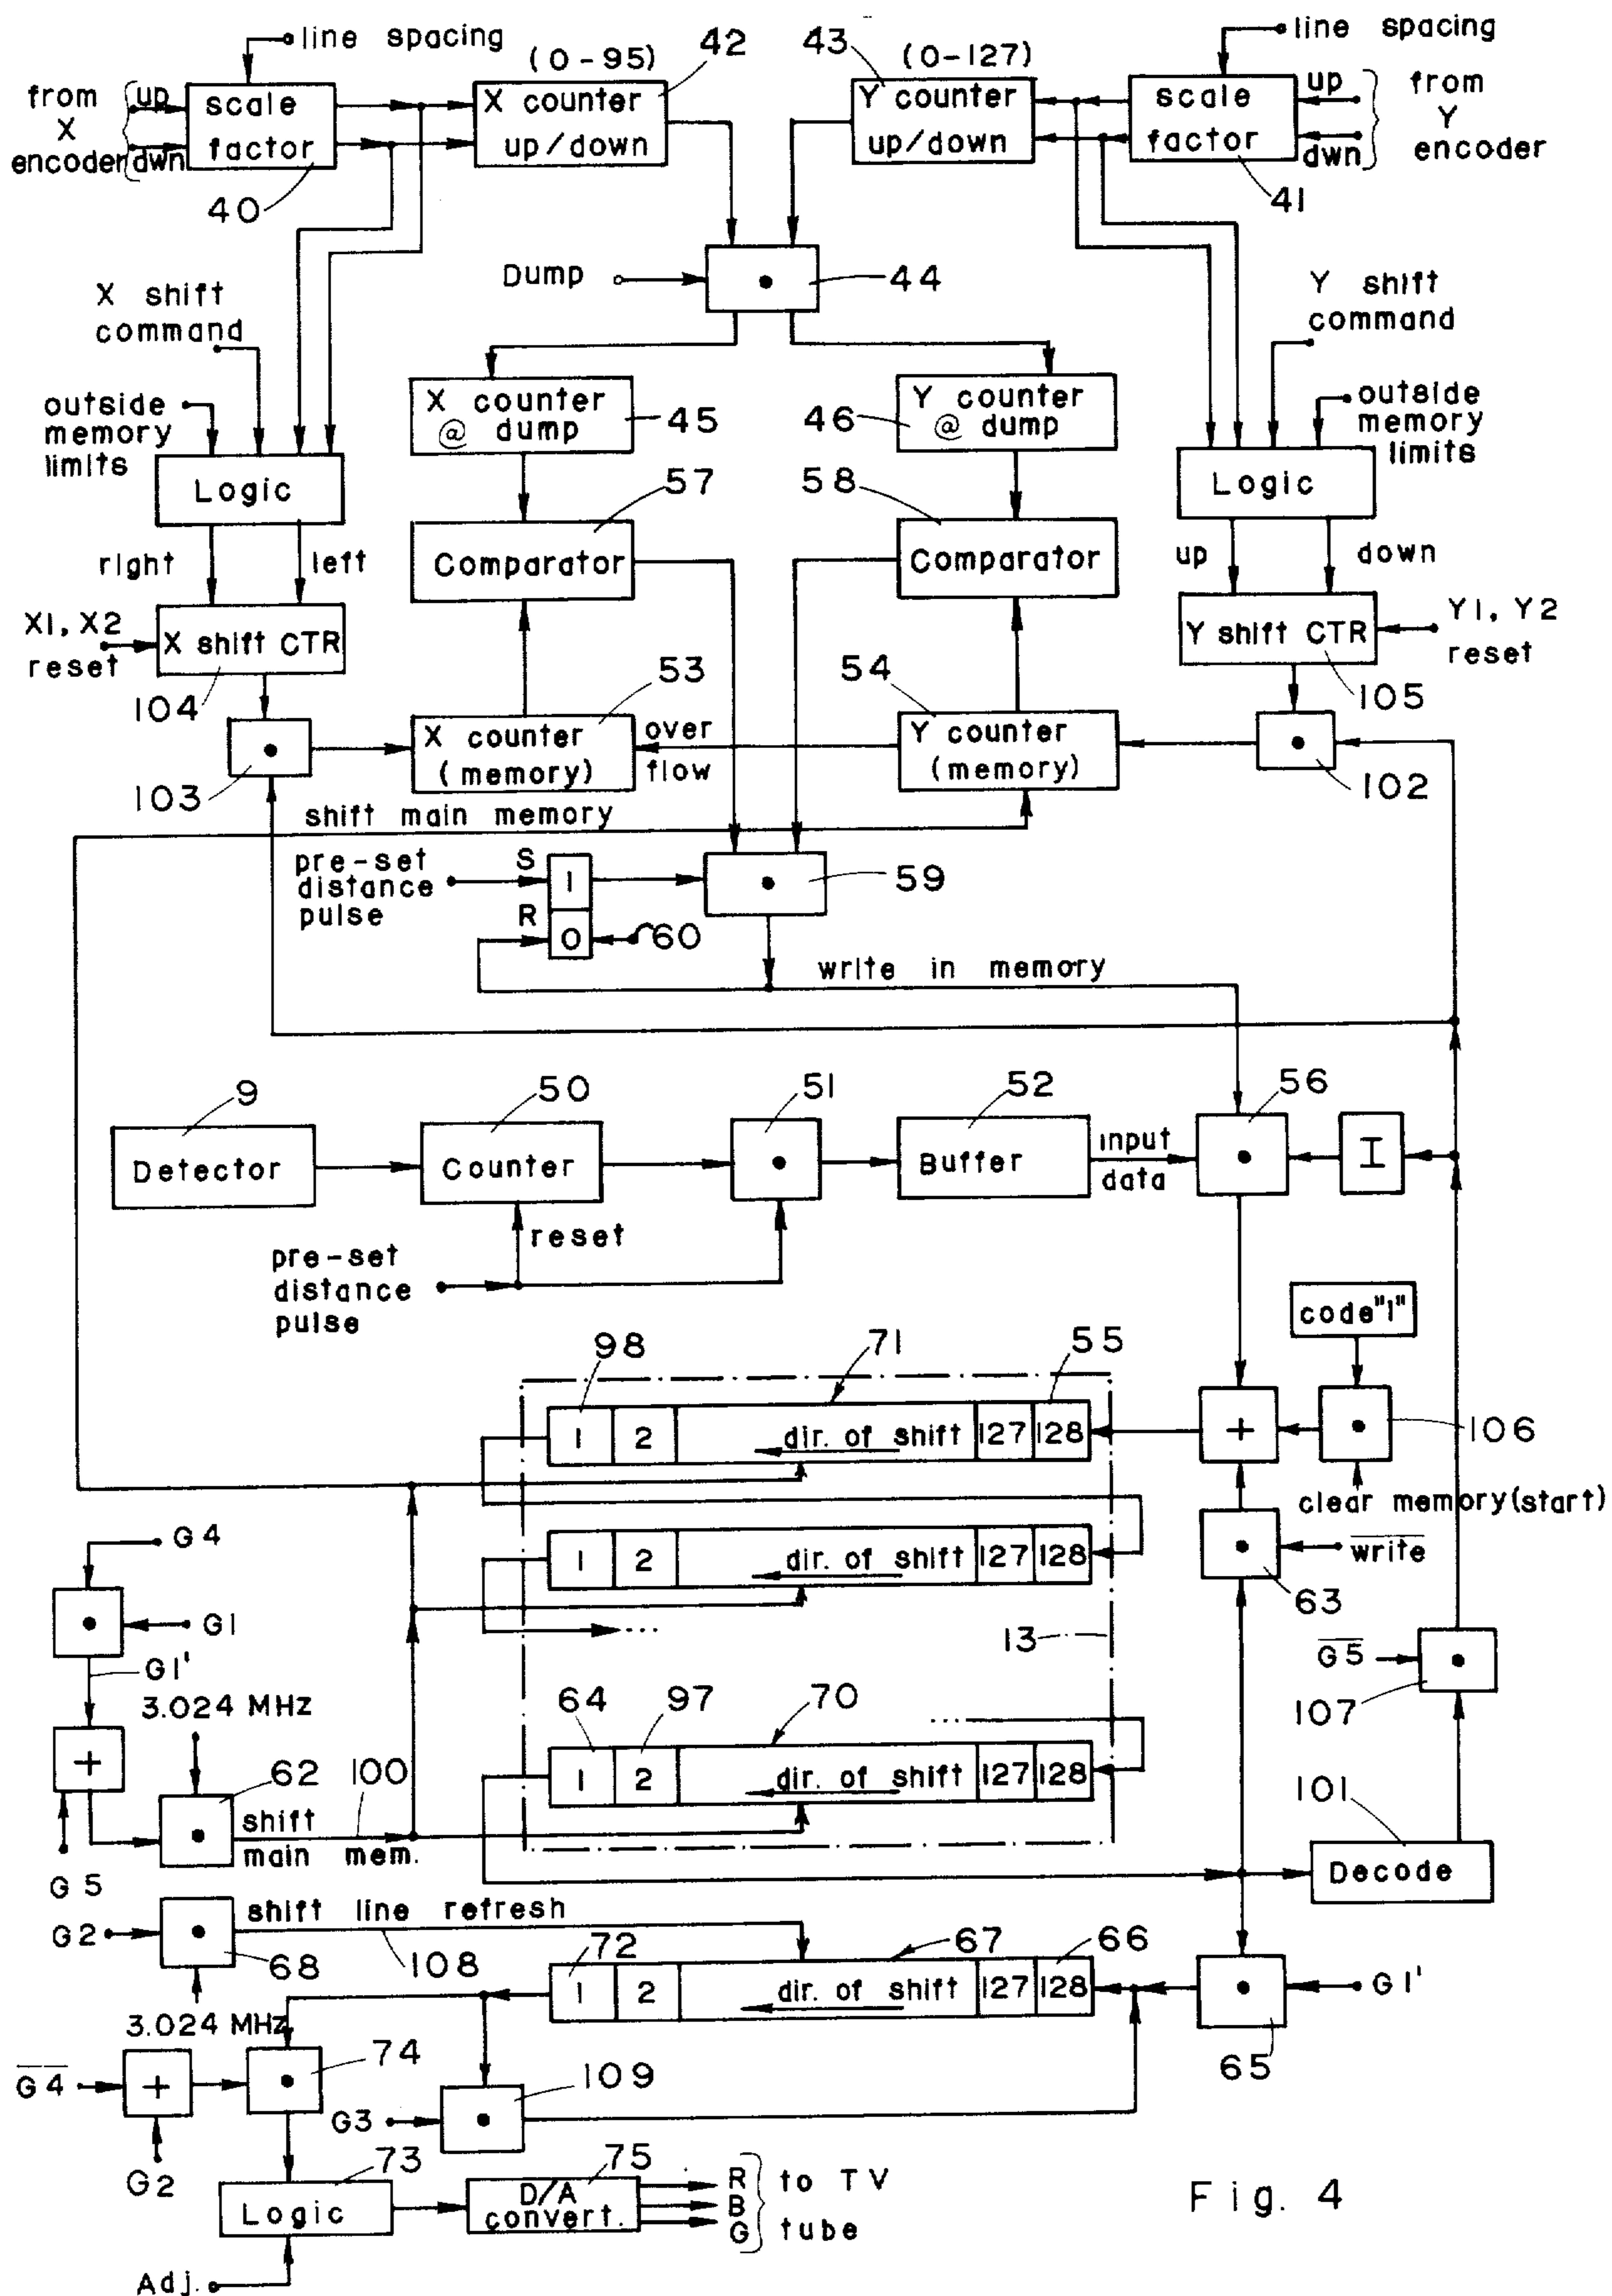 line spacing
42
(0-95)
43
(0-127)
line spacing
from
X
encoder
up
dwn
scale
factor
40
X counter
up/down
Y counter
up/down
scale
factor
41
up
dwn
from
Y
encoder
Dump
44
X shift
command
Y shift
command
outside
memory
limits
outside
memory
limits
X counter
@ dump
45
Y counter
@ dump
46
Logic
Logic
57
58
right
left
Comparator
Comparator
up
down
X1, X2
reset
X shift CTR
104
Y shift CTR
Y1, Y2
reset
105
53
54
103
X counter
(memory)
over
flow
Y counter
(memory)
102
shift main memory
pre-set
distance
pulse
S
1
R
0
60
59
write in memory
9
50
51
52
56
Detector
Counter
Buffer
input
data
I
reset
pre-set
distance
pulse
code"1"
98
71
55
1
2
dir. of shift
127
128
+
106
clear memory (start)
G4
1
2
dir. of shift
127
128
write
63
G1
13
G1'
G5
107
3.024 MHz
64
97
70
+
62
100
1
2
dir. of shift
127
128
101
shift
main mem.
G5
Decode
shift line refresh
G2
68
108
72
67
66
1
2
dir. of shift
127
128
G1'
3.024 MHz
74
65
G4
+
109
G3
G2
73
75
Logic
D/A
convert.
R
B
G
to TV
tube
Adj.
Fig. 4